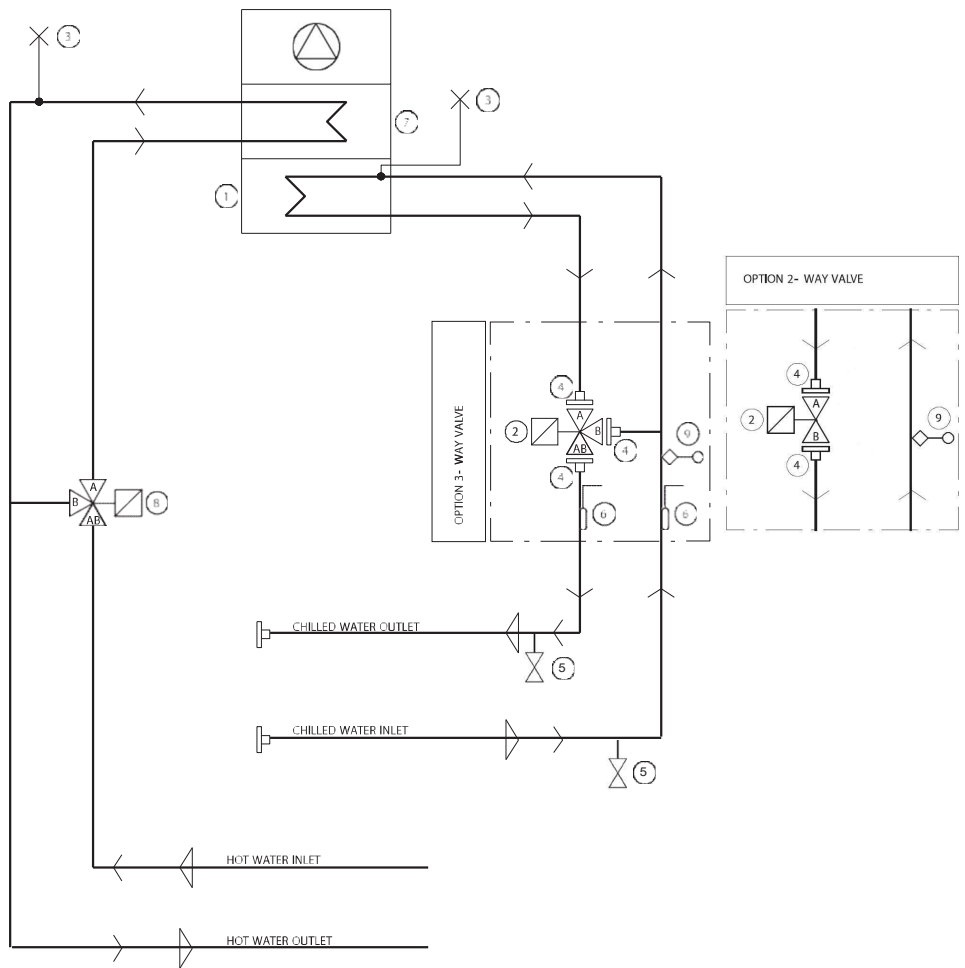 3
3
7
1
OPTION 2- WAY VALVE
OPTION 3- WAY VALVE
4
A
2
B
4
AB
4
9
6
6
4
A
2
B
4
9
A
B
AB
8
CHILLED WATER OUTLET
5
CHILLED WATER INLET
5
HOT WATER INLET
HOT WATER OUTLET